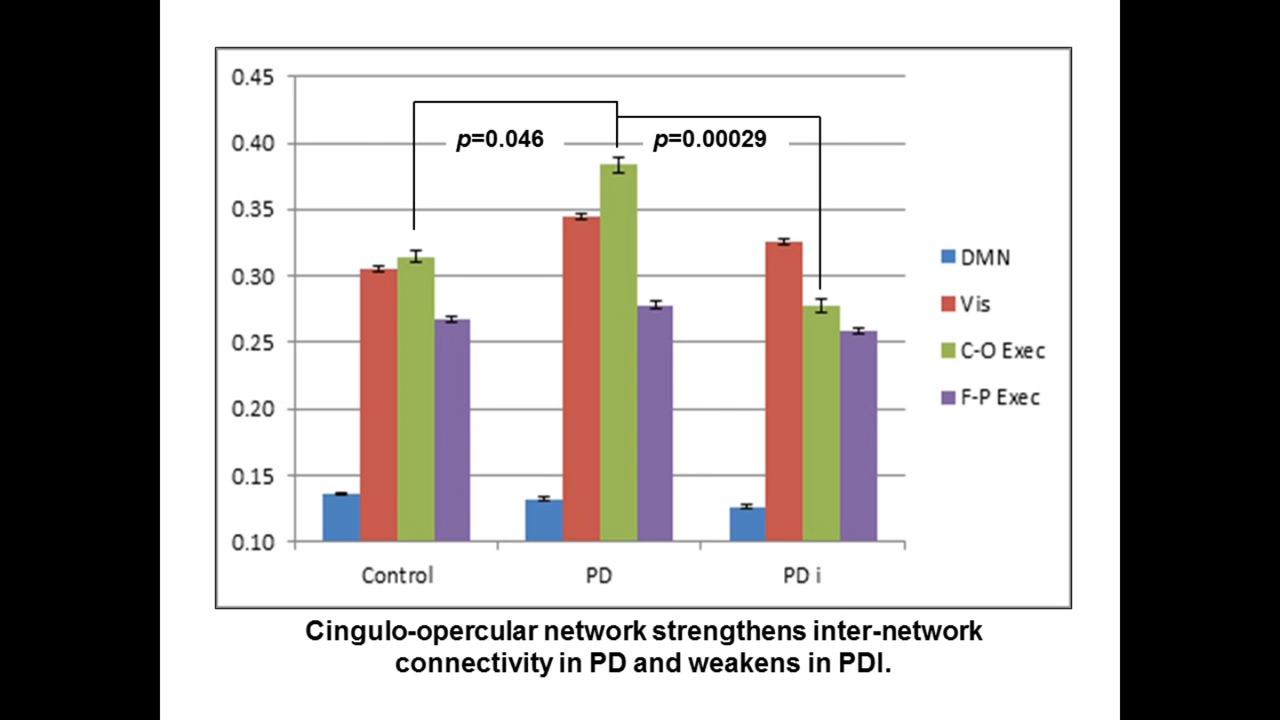 0.45
0.40
0.35
0.30
0.25
0.20
0.15
0.10
p=0.046
p=0.00029
Control
PD
PD i
DMN
Vis
C-O Exec
F-P Exec
Cingulo-opercular network strengthens inter-network
connectivity in PD and weakens in PDI.